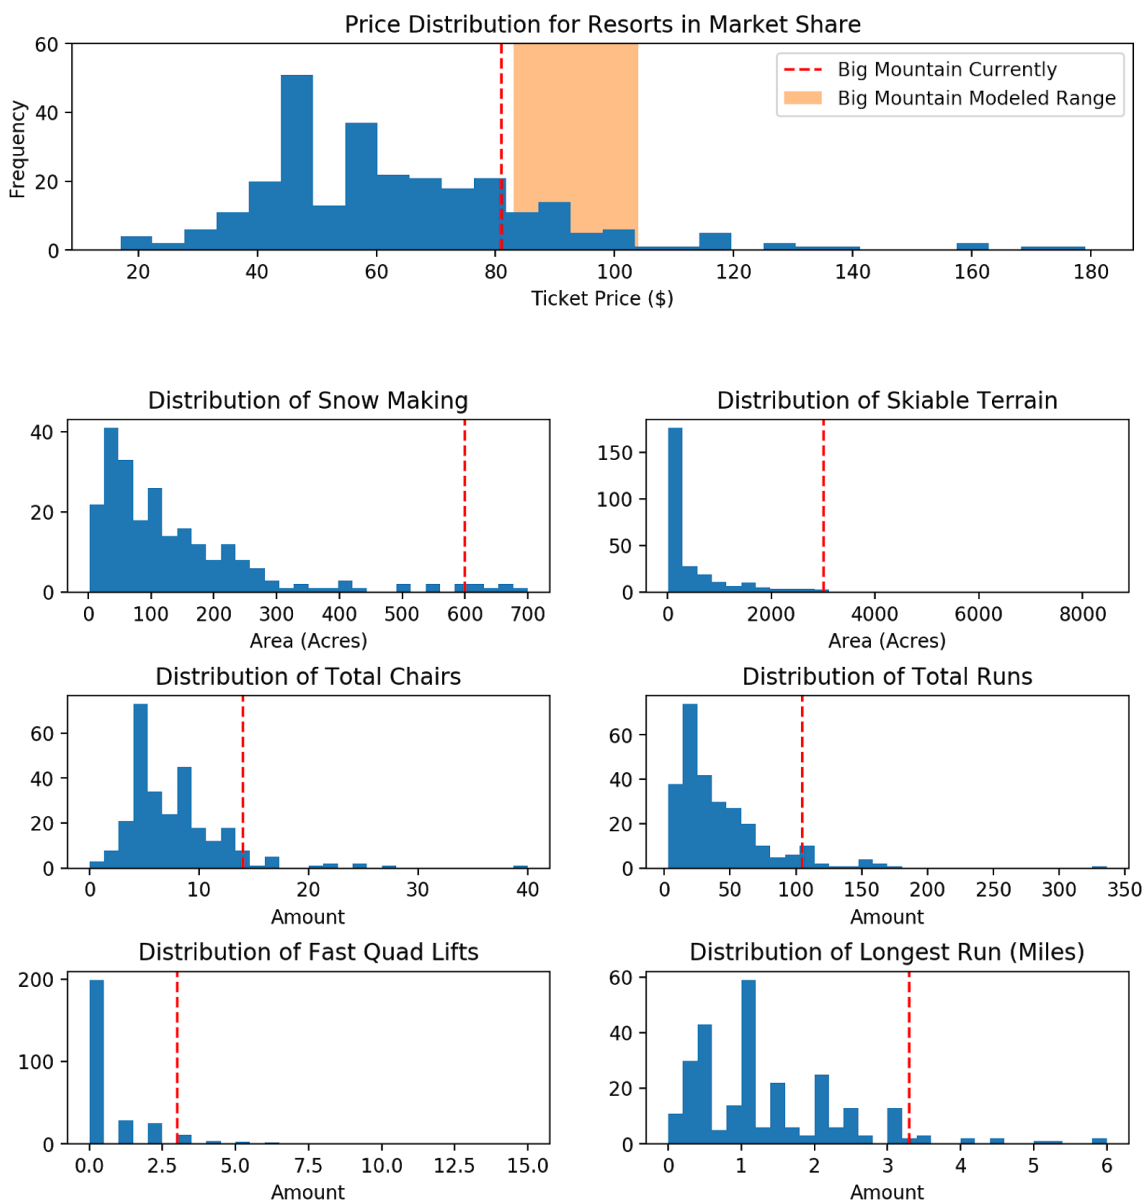 Price Distribution for Resorts in Market Share
60
40
20
0
Frequency
Big Mountain Currently
Big Mountain Modeled Range
20 40 60 80 100 120 140 160 180
Ticket Price ($)
Distribution of Snow Making
40
20
0
0 100 200 300 400 500 600 700
Area (Acres)
Distribution of Skiable Terrain
150
100
50
0
0 2000 4000 6000 8000
Area (Acres)
Distribution of Total Chairs
60
40
20
0
0 10 20 30 40
Amount
Distribution of Total Runs
60
40
20
0
0 50 100 150 200 250 300 350
Amount
Distribution of Fast Quad Lifts
200
100
0
0.0 2.5 5.0 7.5 10.0 12.5 15.0
Amount
Distribution of Longest Run (Miles)
60
40
20
0
0 1 2 3 4 5 6
Amount